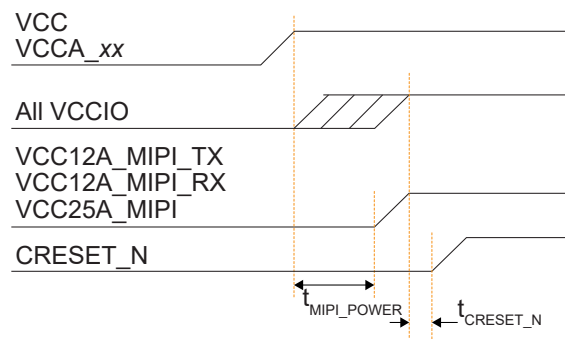 VCC
VCCA_xx
All VCCIO
VCC12A_MIPI_TX
VCC12A_MIPI_RX
VCC25A_MIPI
CRESET_N
tMIPI_POWER
tCRESET_N